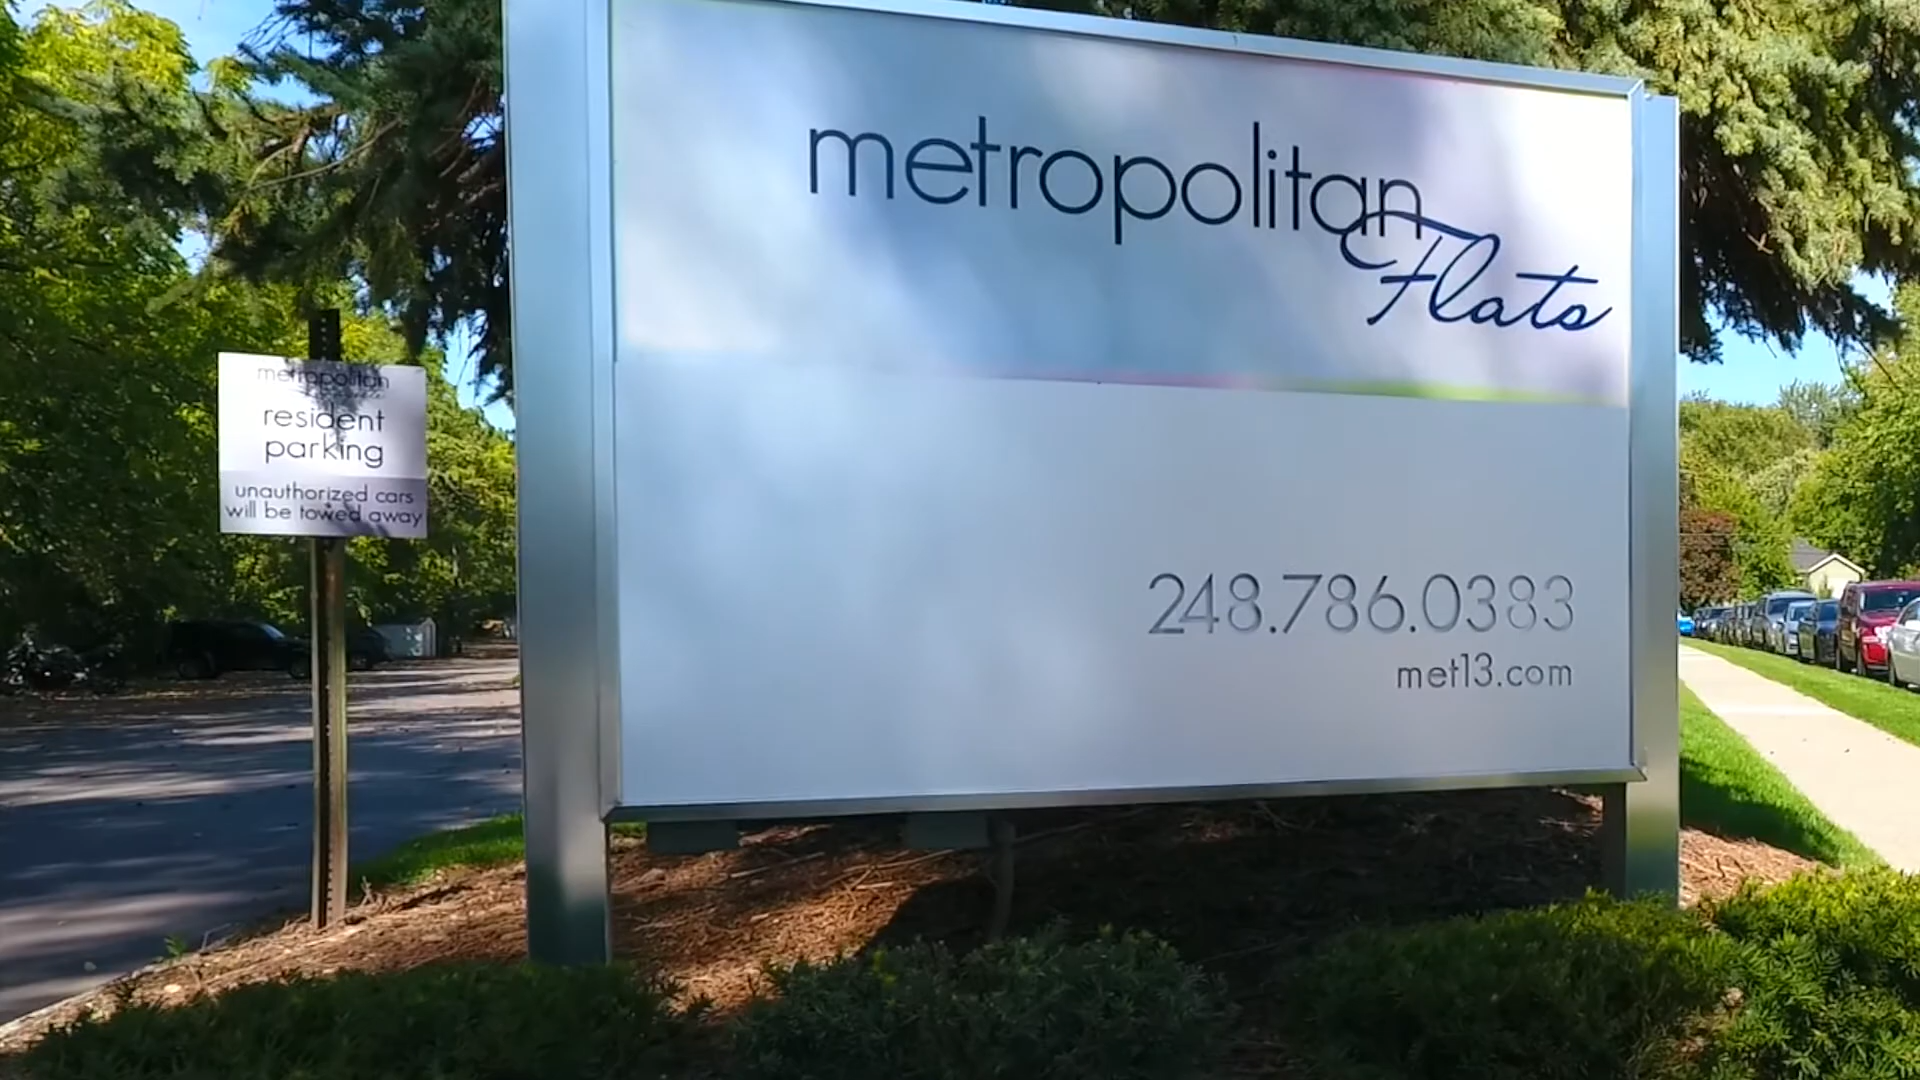 metropolitan
Flats
248.786.0383
met13.com
metropolitan
resident
parking
unauthorized cars
will be towed away